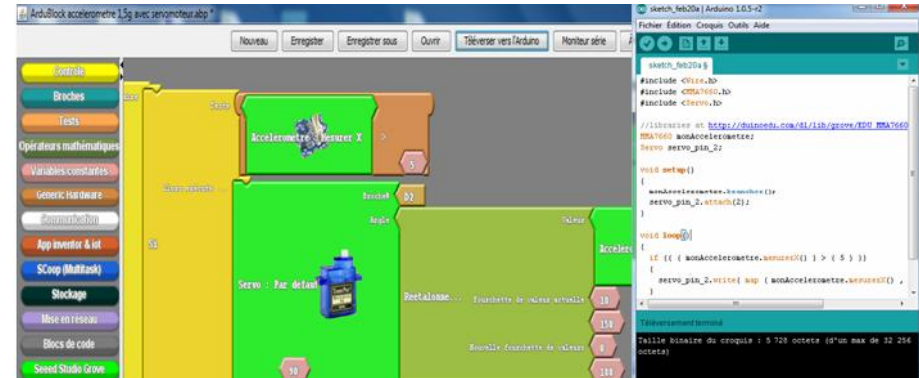 ArduBlock accelerometre 1,5g avec servomoteur.abp *
Nouveau Enregister Enregistrer sous Ouvrir Téléverser vers l'Arduino Moniteur série
Contrôle
Broches
Tests
Opérateurs mathématiques
Variables/constantes
Generic Hardware
Communication
App inventor & iot
SCoop (Multitask)
Stockage
Mise en reseau
Blocs de code
Seeed Studio Grove
Si
Accelerometre : Mesurer X
>
5
Servo : Par defaut
Broche#
D2
Angle
90
Reetalonne...
Valeur
Accelero
fourchette de valeur actuelle
10
150
Nouvelle fourchette de valeurs
0
180
sketch_feb20a | Arduino 1.0.5-r2
Fichier Édition Croquis Outils Aide
sketch_feb20a §
#include <Wire.h>
#include <MMA7660.h>
#include <Servo.h>
//libraries at http://duinoedu.com/dl/lib/grove/EDU_MMA7660
MMA7660 monAccelerometre;
Servo servo_pin_2;
void setup()
{
monAccelerometre.brancher();
servo_pin_2.attach(2);
}
void loop()
{
if (( ( monAccelerometre.mesurerX() ) > ( 5 ) ))
{
servo_pin_2.write( map ( monAccelerometre.mesurerX() ,
}
Téléversement terminé
Taille binaire du croquis : 5 728 octets (d'un max de 32 256
octets)